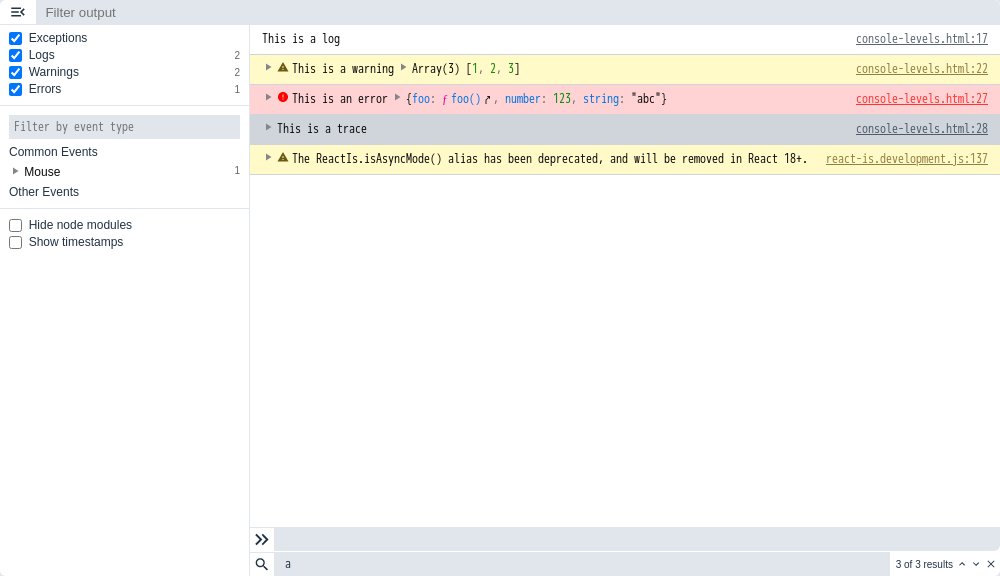 Filter output
Exceptions
Logs 2
Warnings 2
Errors 1
Filter by event type
Common Events
Mouse 1
Other Events
Hide node modules
Show timestamps
This is a log console-levels.html:17
This is a warning Array(3) [1, 2, 3] console-levels.html:22
This is an error {foo: ƒ foo(), number: 123, string: "abc"} console-levels.html:27
This is a trace console-levels.html:28
The ReactIs.isAsyncMode() alias has been deprecated, and will be removed in React 18+. react-is.development.js:137
a 3 of 3 results